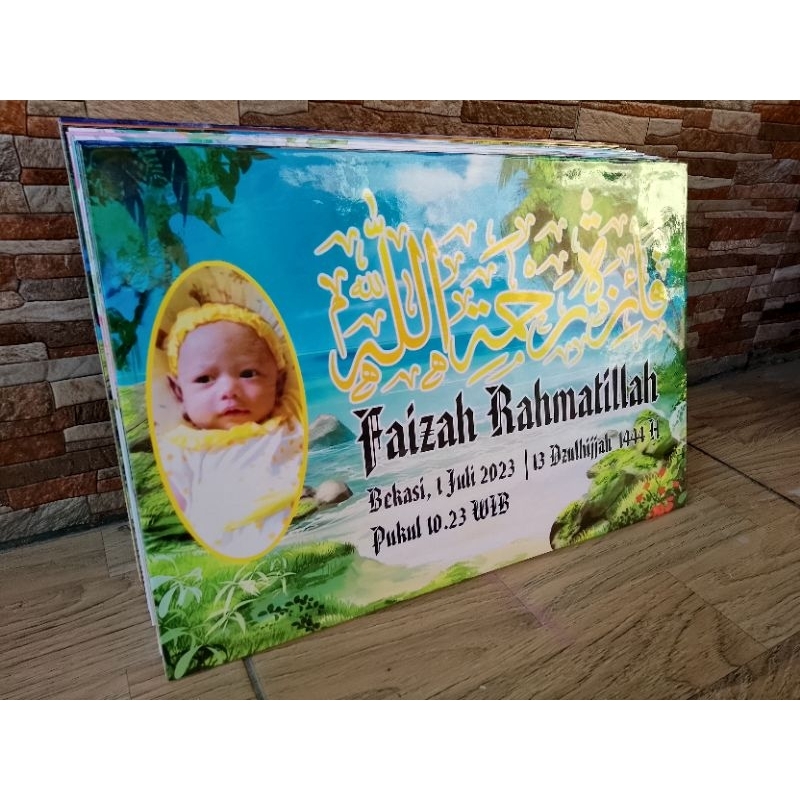 فائزة رحمة الله
Faizah Rahmatillah
Bekasi, 1 Juli 2023 | 13 Dzulhijjah 1444 H
Pukul 10.23 WIB